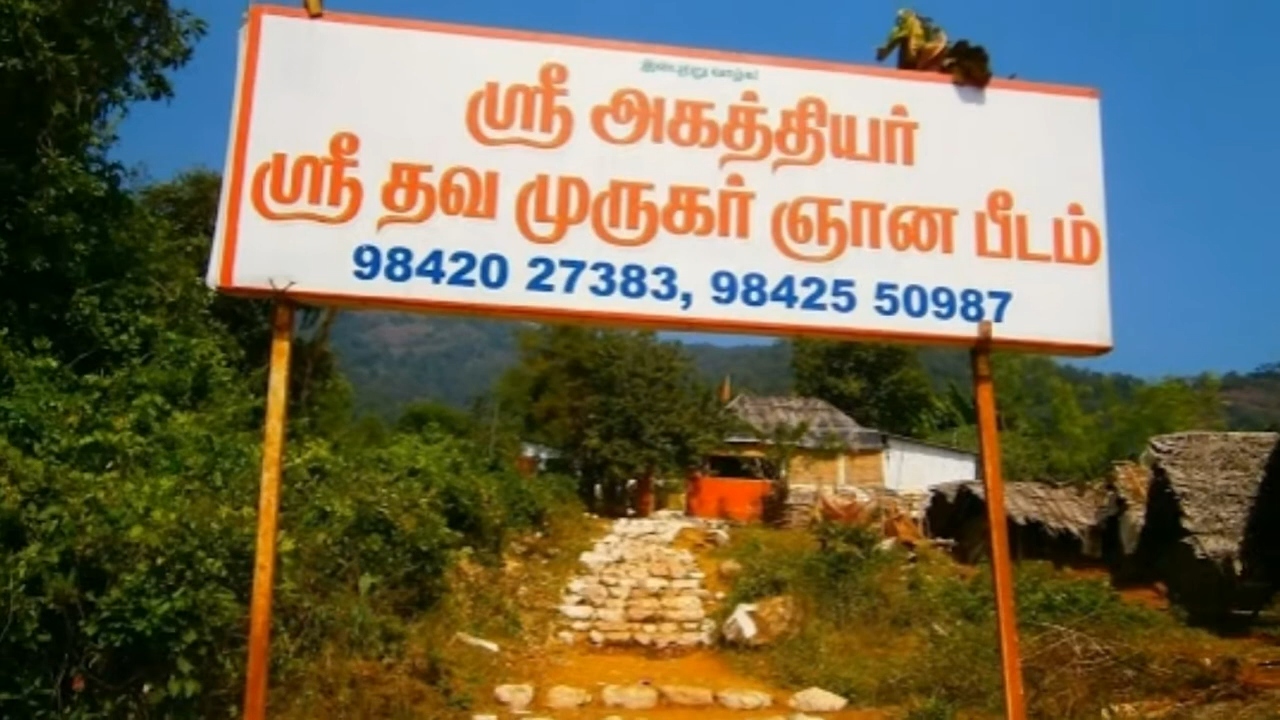 ஸ்ரீ அகத்தியர்
ஸ்ரீ தவ முருகர் ஞான பீடம்
98420 27383, 98425 50987